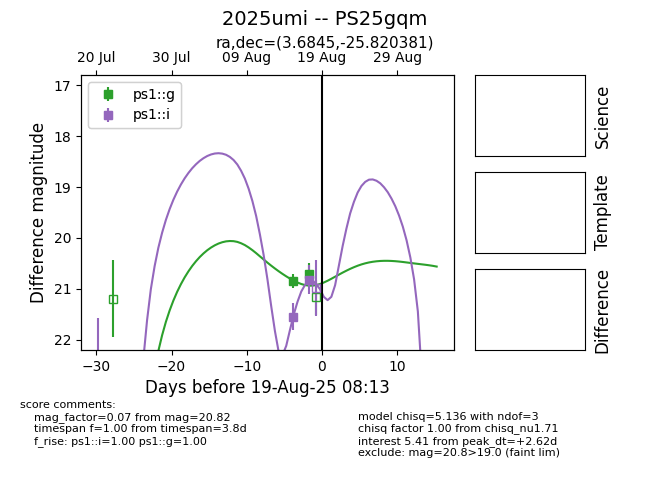 2025umi -- PS25gqm
ra,dec=(3.6845,-25.820381)
20 Jul 30 Jul 09 Aug 19 Aug 29 Aug
ps1::g
ps1::i
17
18
19
20
21
22
Difference magnitude
−30 −20 −10 0 10
Days before 19-Aug-25 08:13
Science
Template
Difference
score comments:
mag_factor=0.07 from mag=20.82
timespan f=1.00 from timespan=3.8d
f_rise: ps1::i=1.00 ps1::g=1.00
model chisq=5.136 with ndof=3
chisq factor 1.00 from chisq_nu1.71
interest 5.41 from peak_dt=+2.62d
exclude: mag=20.8>19.0 (faint lim)